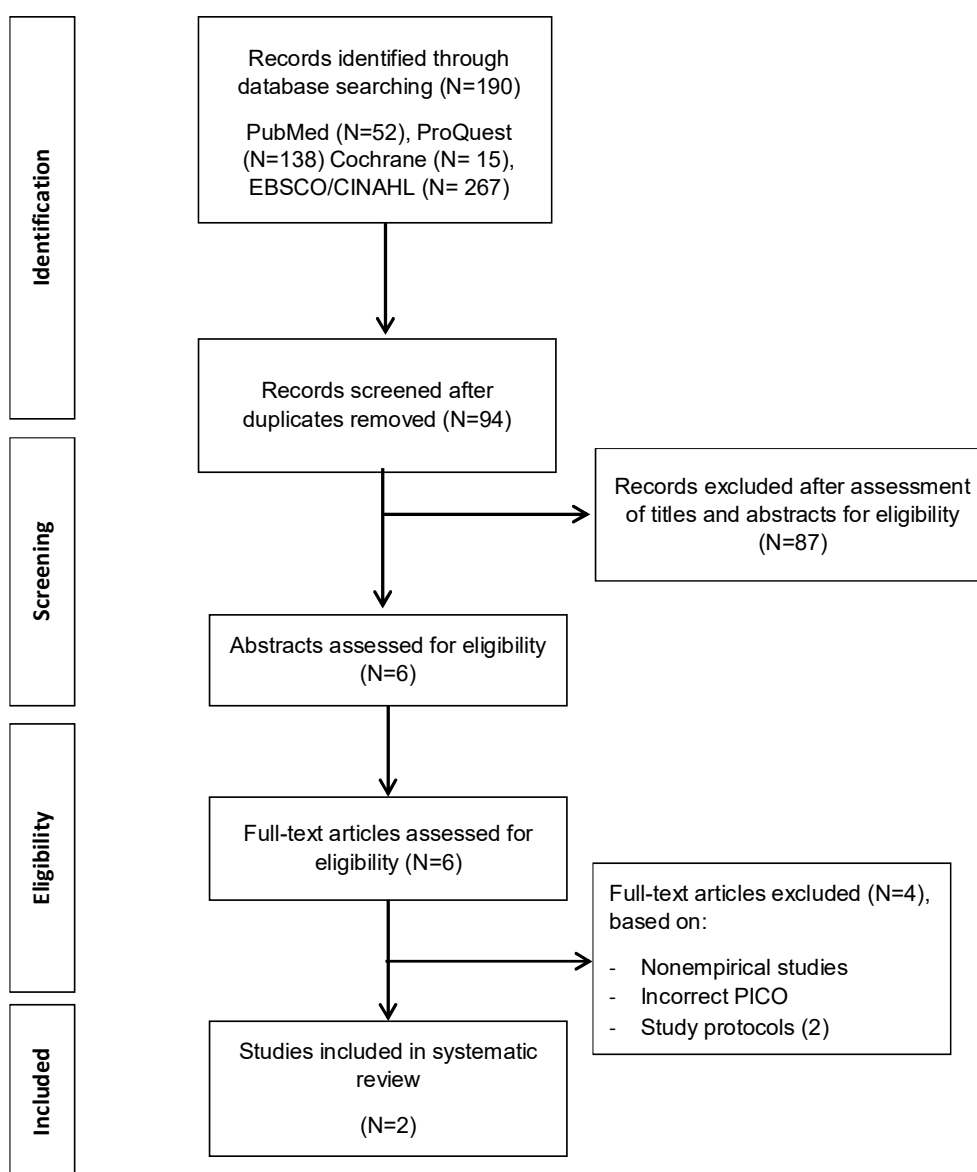 Identification
Records identified through
database searching (N=190)
PubMed (N=52), ProQuest
(N=138) Cochrane (N= 15),
EBSCO/CINAHL (N= 267)
Records screened after
duplicates removed (N=94)
Screening
Records excluded after assessment
of titles and abstracts for eligibility
(N=87)
Abstracts assessed for eligibility
(N=6)
Eligibility
Full-text articles assessed for
eligibility (N=6)
Full-text articles excluded (N=4),
based on:
- Nonempirical studies
- Incorrect PICO
- Study protocols (2)
Included
Studies included in systematic
review
(N=2)